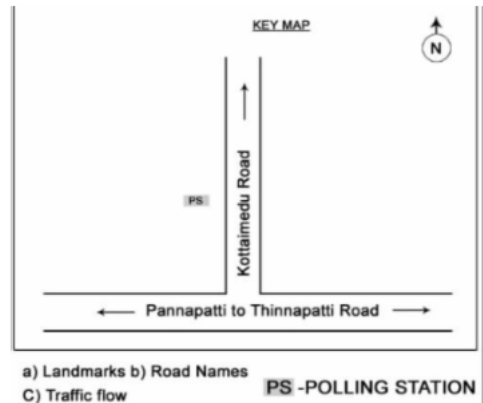 KEY MAP
N
PS
Kottaimedu Road
Pannapatti to Thinnapatti Road
a) Landmarks b) Road Names
C) Traffic flow
PS -POLLING STATION